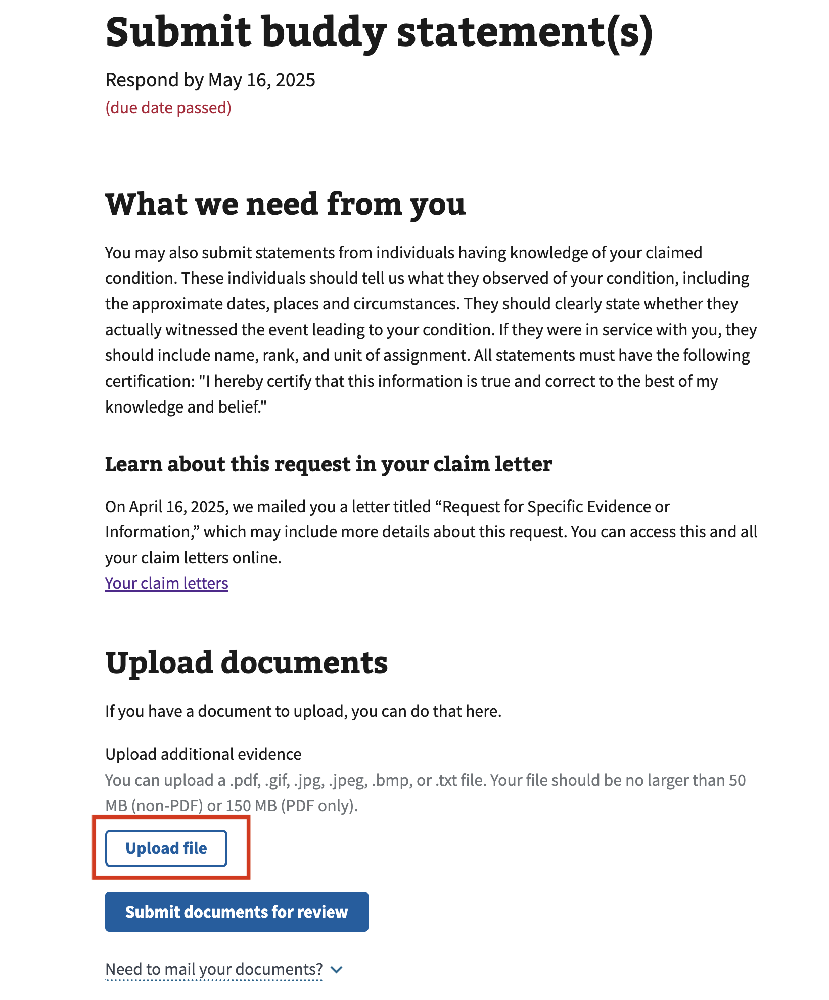 Submit buddy statement(s)
Respond by May 16, 2025
(due date passed)
What we need from you
You may also submit statements from individuals having knowledge of your claimed
condition. These individuals should tell us what they observed of your condition, including
the approximate dates, places and circumstances. They should clearly state whether they
actually witnessed the event leading to your condition. If they were in service with you, they
should include name, rank, and unit of assignment. All statements must have the following
certification: "I hereby certify that this information is true and correct to the best of my
knowledge and belief."
Learn about this request in your claim letter
On April 16, 2025, we mailed you a letter titled “Request for Specific Evidence or
Information,” which may include more details about this request. You can access this and all
your claim letters online.
Your claim letters
Upload documents
If you have a document to upload, you can do that here.
Upload additional evidence
You can upload a .pdf, .gif, .jpg, .jpeg, .bmp, or .txt file. Your file should be no larger than 50
MB (non-PDF) or 150 MB (PDF only).
Upload file
Submit documents for review
Need to mail your documents?